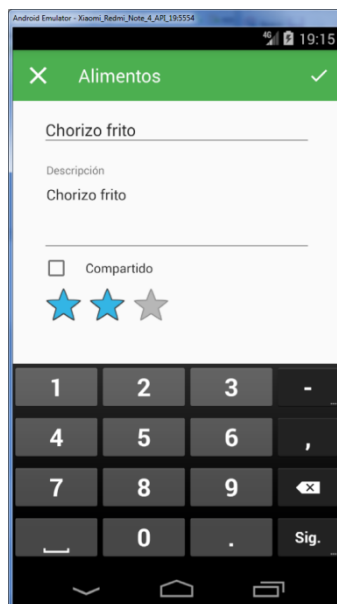 Android Emulator - Xiaomi_Redmi_Note_4_API_19:5554
4G 19:15
Alimentos
Chorizo frito
Descripción
Chorizo frito
Compartido
1 2 3 -
4 5 6 ,
7 8 9
0 . Sig.